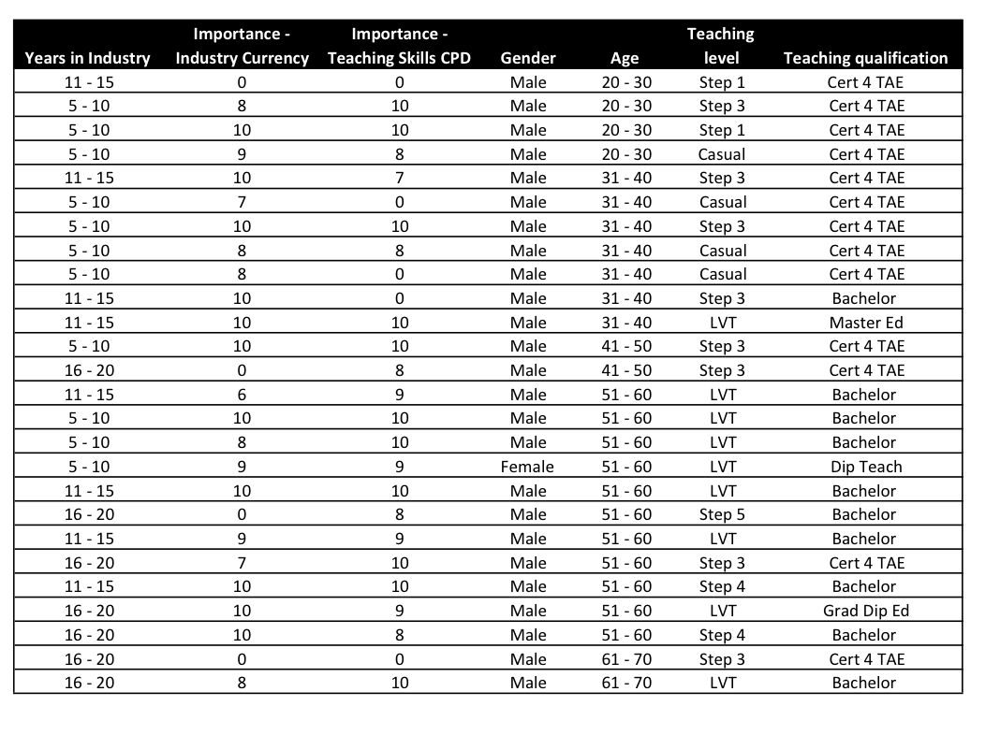 Importance - Importance - Teaching
Years in Industry Industry Currency Teaching Skills CPD Gender Age level Teaching qualification
11 - 15 0 0 Male 20 - 30 Step 1 Cert 4 TAE
5 - 10 8 10 Male 20 - 30 Step 3 Cert 4 TAE
5 - 10 10 10 Male 20 - 30 Step 1 Cert 4 TAE
5 - 10 9 8 Male 20 - 30 Casual Cert 4 TAE
11 - 15 10 7 Male 31 - 40 Step 3 Cert 4 TAE
5 - 10 7 0 Male 31 - 40 Casual Cert 4 TAE
5 - 10 10 10 Male 31 - 40 Step 3 Cert 4 TAE
5 - 10 8 8 Male 31 - 40 Casual Cert 4 TAE
5 - 10 8 0 Male 31 - 40 Casual Cert 4 TAE
11 - 15 10 0 Male 31 - 40 Step 3 Bachelor
11 - 15 10 10 Male 31 - 40 LVT Master Ed
5 - 10 10 10 Male 41 - 50 Step 3 Cert 4 TAE
16 - 20 0 8 Male 41 - 50 Step 3 Cert 4 TAE
11 - 15 6 9 Male 51 - 60 LVT Bachelor
5 - 10 10 10 Male 51 - 60 LVT Bachelor
5 - 10 8 10 Male 51 - 60 LVT Bachelor
5 - 10 9 9 Female 51 - 60 LVT Dip Teach
11 - 15 10 10 Male 51 - 60 LVT Bachelor
16 - 20 0 8 Male 51 - 60 Step 5 Bachelor
11 - 15 9 9 Male 51 - 60 LVT Bachelor
16 - 20 7 10 Male 51 - 60 Step 3 Cert 4 TAE
11 - 15 10 10 Male 51 - 60 Step 4 Bachelor
16 - 20 10 9 Male 51 - 60 LVT Grad Dip Ed
16 - 20 10 8 Male 51 - 60 Step 4 Bachelor
16 - 20 0 0 Male 61 - 70 Step 3 Cert 4 TAE
16 - 20 8 10 Male 61 - 70 LVT Bachelor